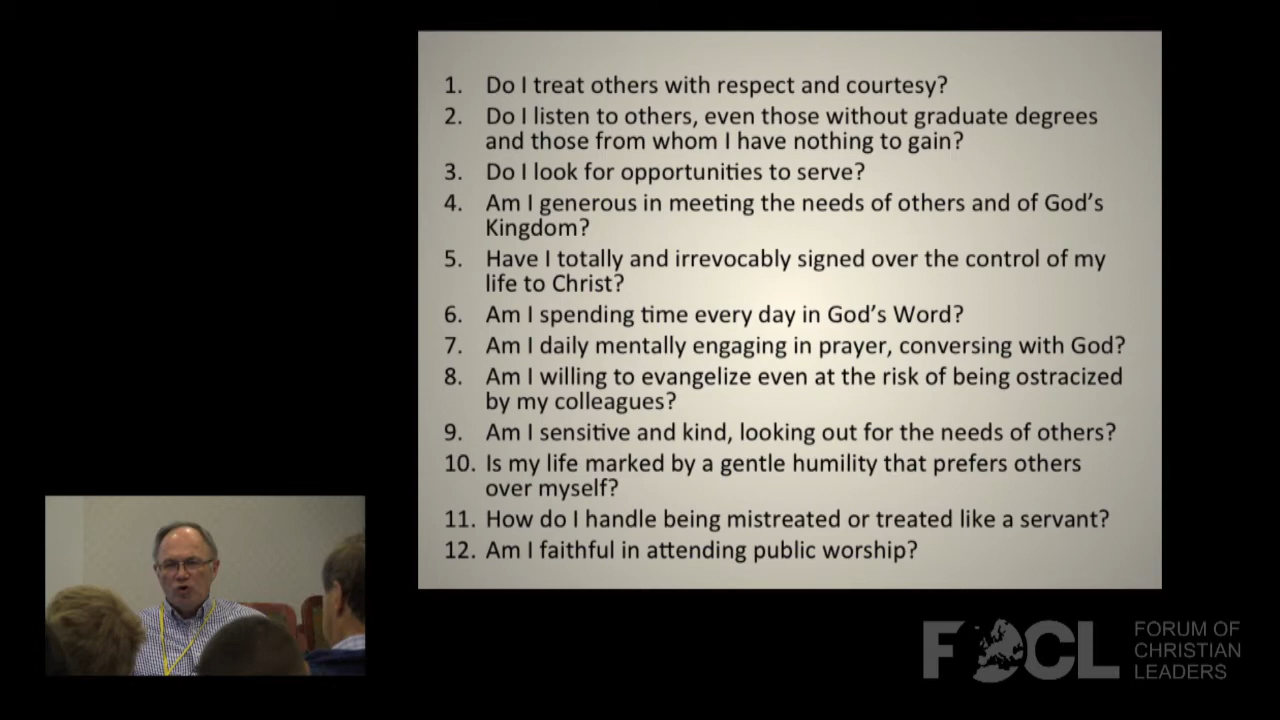 1. Do I treat others with respect and courtesy?
2. Do I listen to others, even those without graduate degrees
and those from whom I have nothing to gain?
3. Do I look for opportunities to serve?
4. Am I generous in meeting the needs of others and of God's
Kingdom?
5. Have I totally and irrevocably signed over the control of my
life to Christ?
6. Am I spending time every day in God's Word?
7. Am I daily mentally engaging in prayer, conversing with God?
8. Am I willing to evangelize even at the risk of being ostracized
by my colleagues?
9. Am I sensitive and kind, looking out for the needs of others?
10. Is my life marked by a gentle humility that prefers others
over myself?
11. How do I handle being mistreated or treated like a servant?
12. Am I faithful in attending public worship?
FOCL
FORUM OF
CHRISTIAN
LEADERS